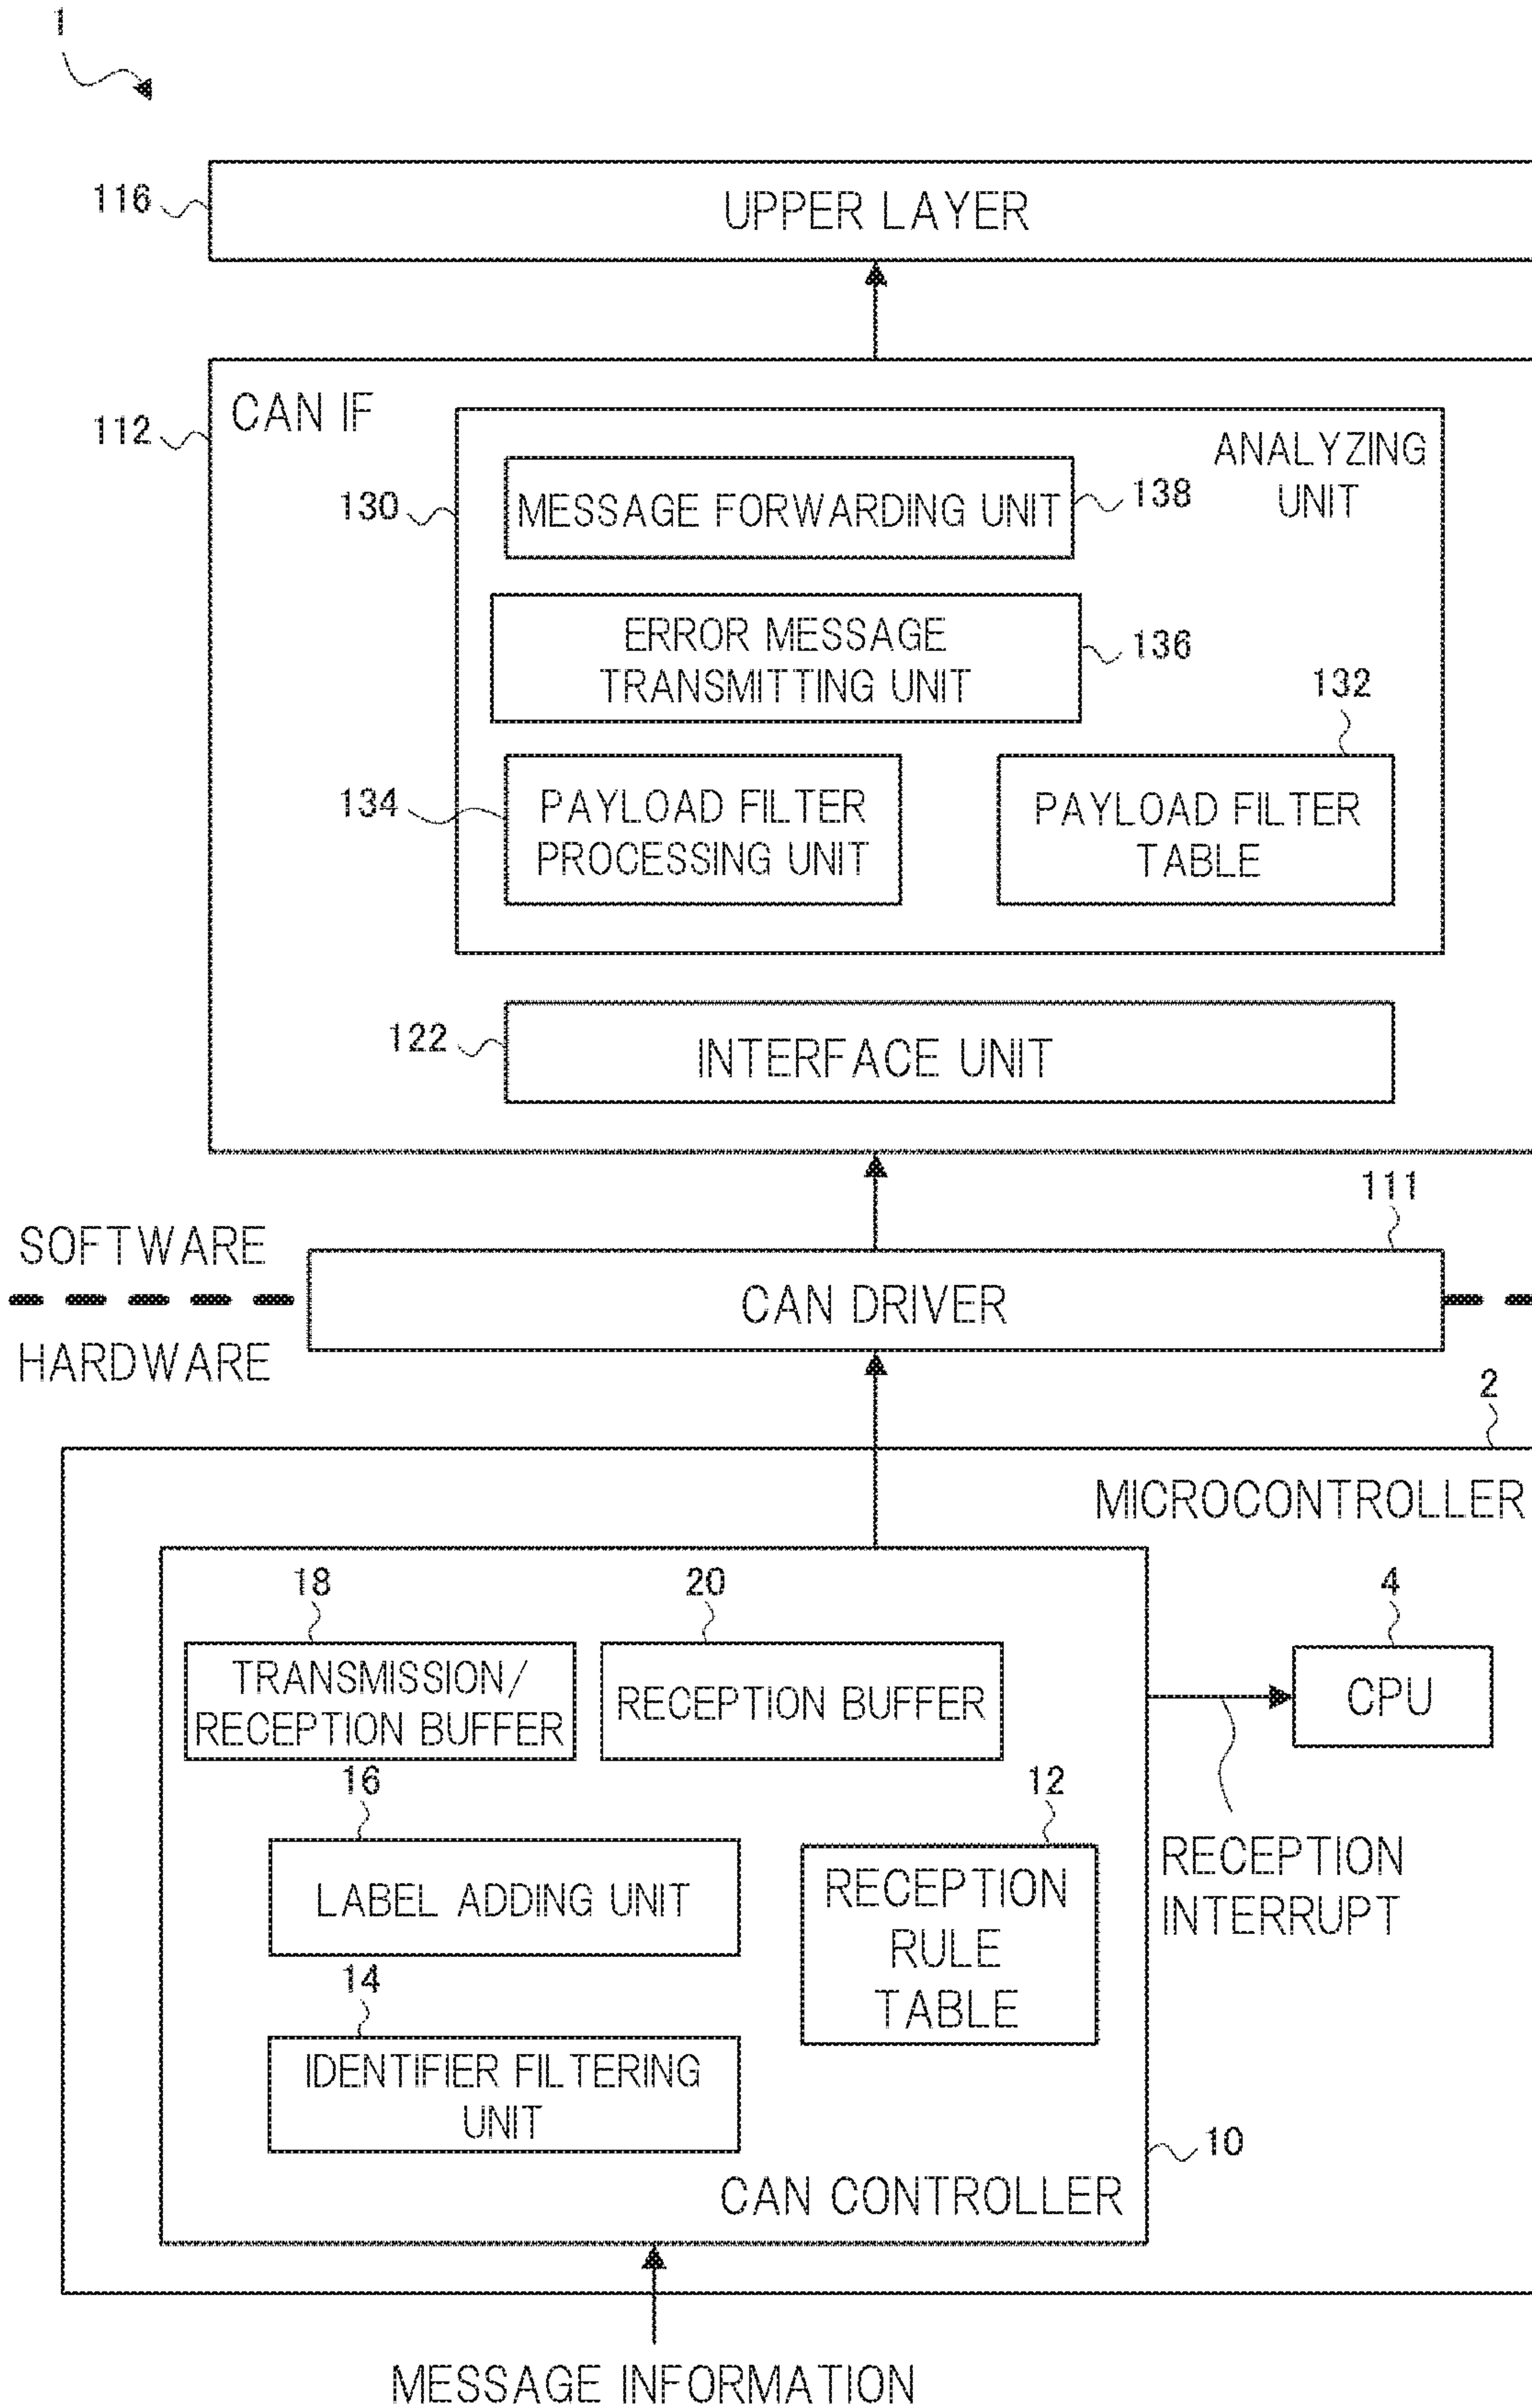 1
116
UPPER LAYER
112
CAN IF
ANALYZING
UNIT
130
MESSAGE FORWARDING UNIT
138
ERROR MESSAGE
TRANSMITTING UNIT
136
132
134
PAYLOAD FILTER
PROCESSING UNIT
PAYLOAD FILTER
TABLE
122
INTERFACE UNIT
111
SOFTWARE
CAN DRIVER
HARDWARE
2
MICROCONTROLLER
18
20
4
TRANSMISSION/
RECEPTION BUFFER
RECEPTION BUFFER
CPU
16
12
LABEL ADDING UNIT
RECEPTION
RULE
TABLE
RECEPTION
INTERRUPT
14
IDENTIFIER FILTERING
UNIT
10
CAN CONTROLLER
MESSAGE INFORMATION